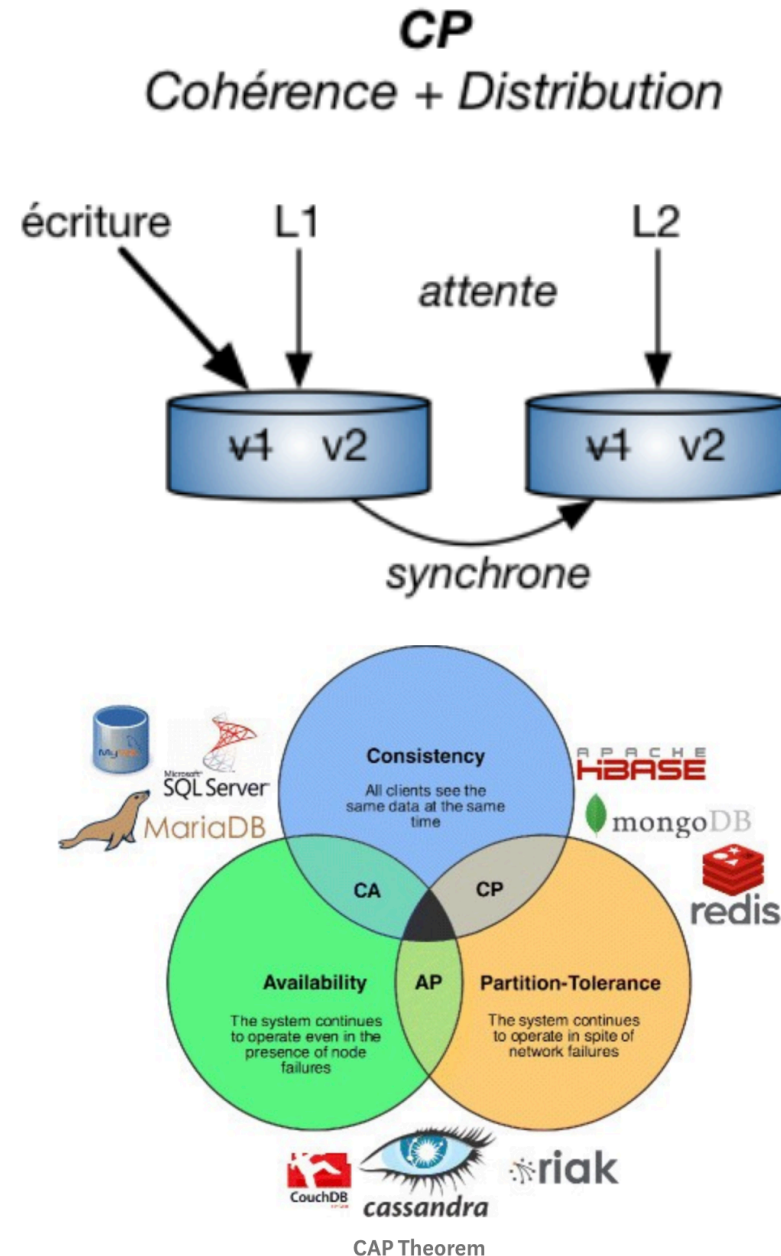 CP
Cohérence + Distribution
écriture L1 L2
attente
v1 v2 v1 v2
synchrone
Consistency
All clients see the
same data at the same
time
MySQL
Microsoft
SQL Server
MariaDB
APACHE
HBASE
mongoDB
redis
CA CP
Availability
The system continues
to operate even in the
presence of node
failures
AP
Partition-Tolerance
The system continues
to operate in spite of
network failures
CouchDB
cassandra
riak
CAP Theorem